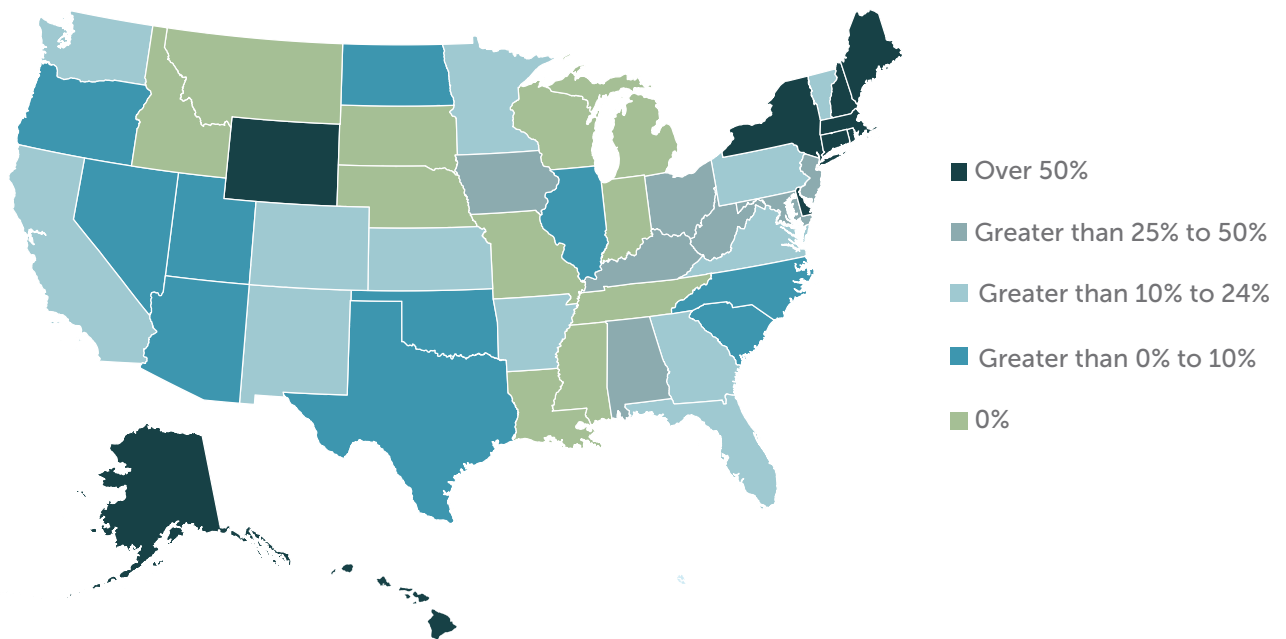 Over 50%
Greater than 25% to 50%
Greater than 10% to 24%
Greater than 0% to 10%
0%